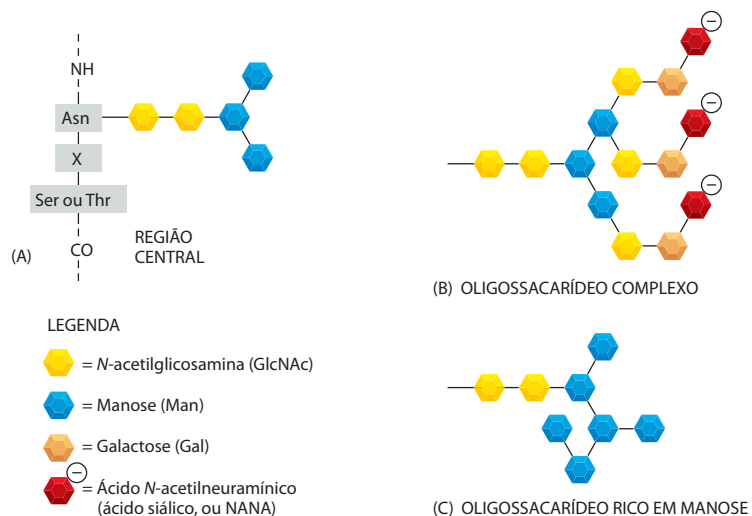 NH
Asn
X
Ser ou Thr
CO
(A) REGIÃO
CENTRAL
(B) OLIGOSSACARÍDEO COMPLEXO
LEGENDA
= N-acetilglicosamina (GlcNAc)
= Manose (Man)
= Galactose (Gal)
= Ácido N-acetilneuramínico
(ácido siálico, ou NANA)
(C) OLIGOSSACARÍDEO RICO EM MANOSE